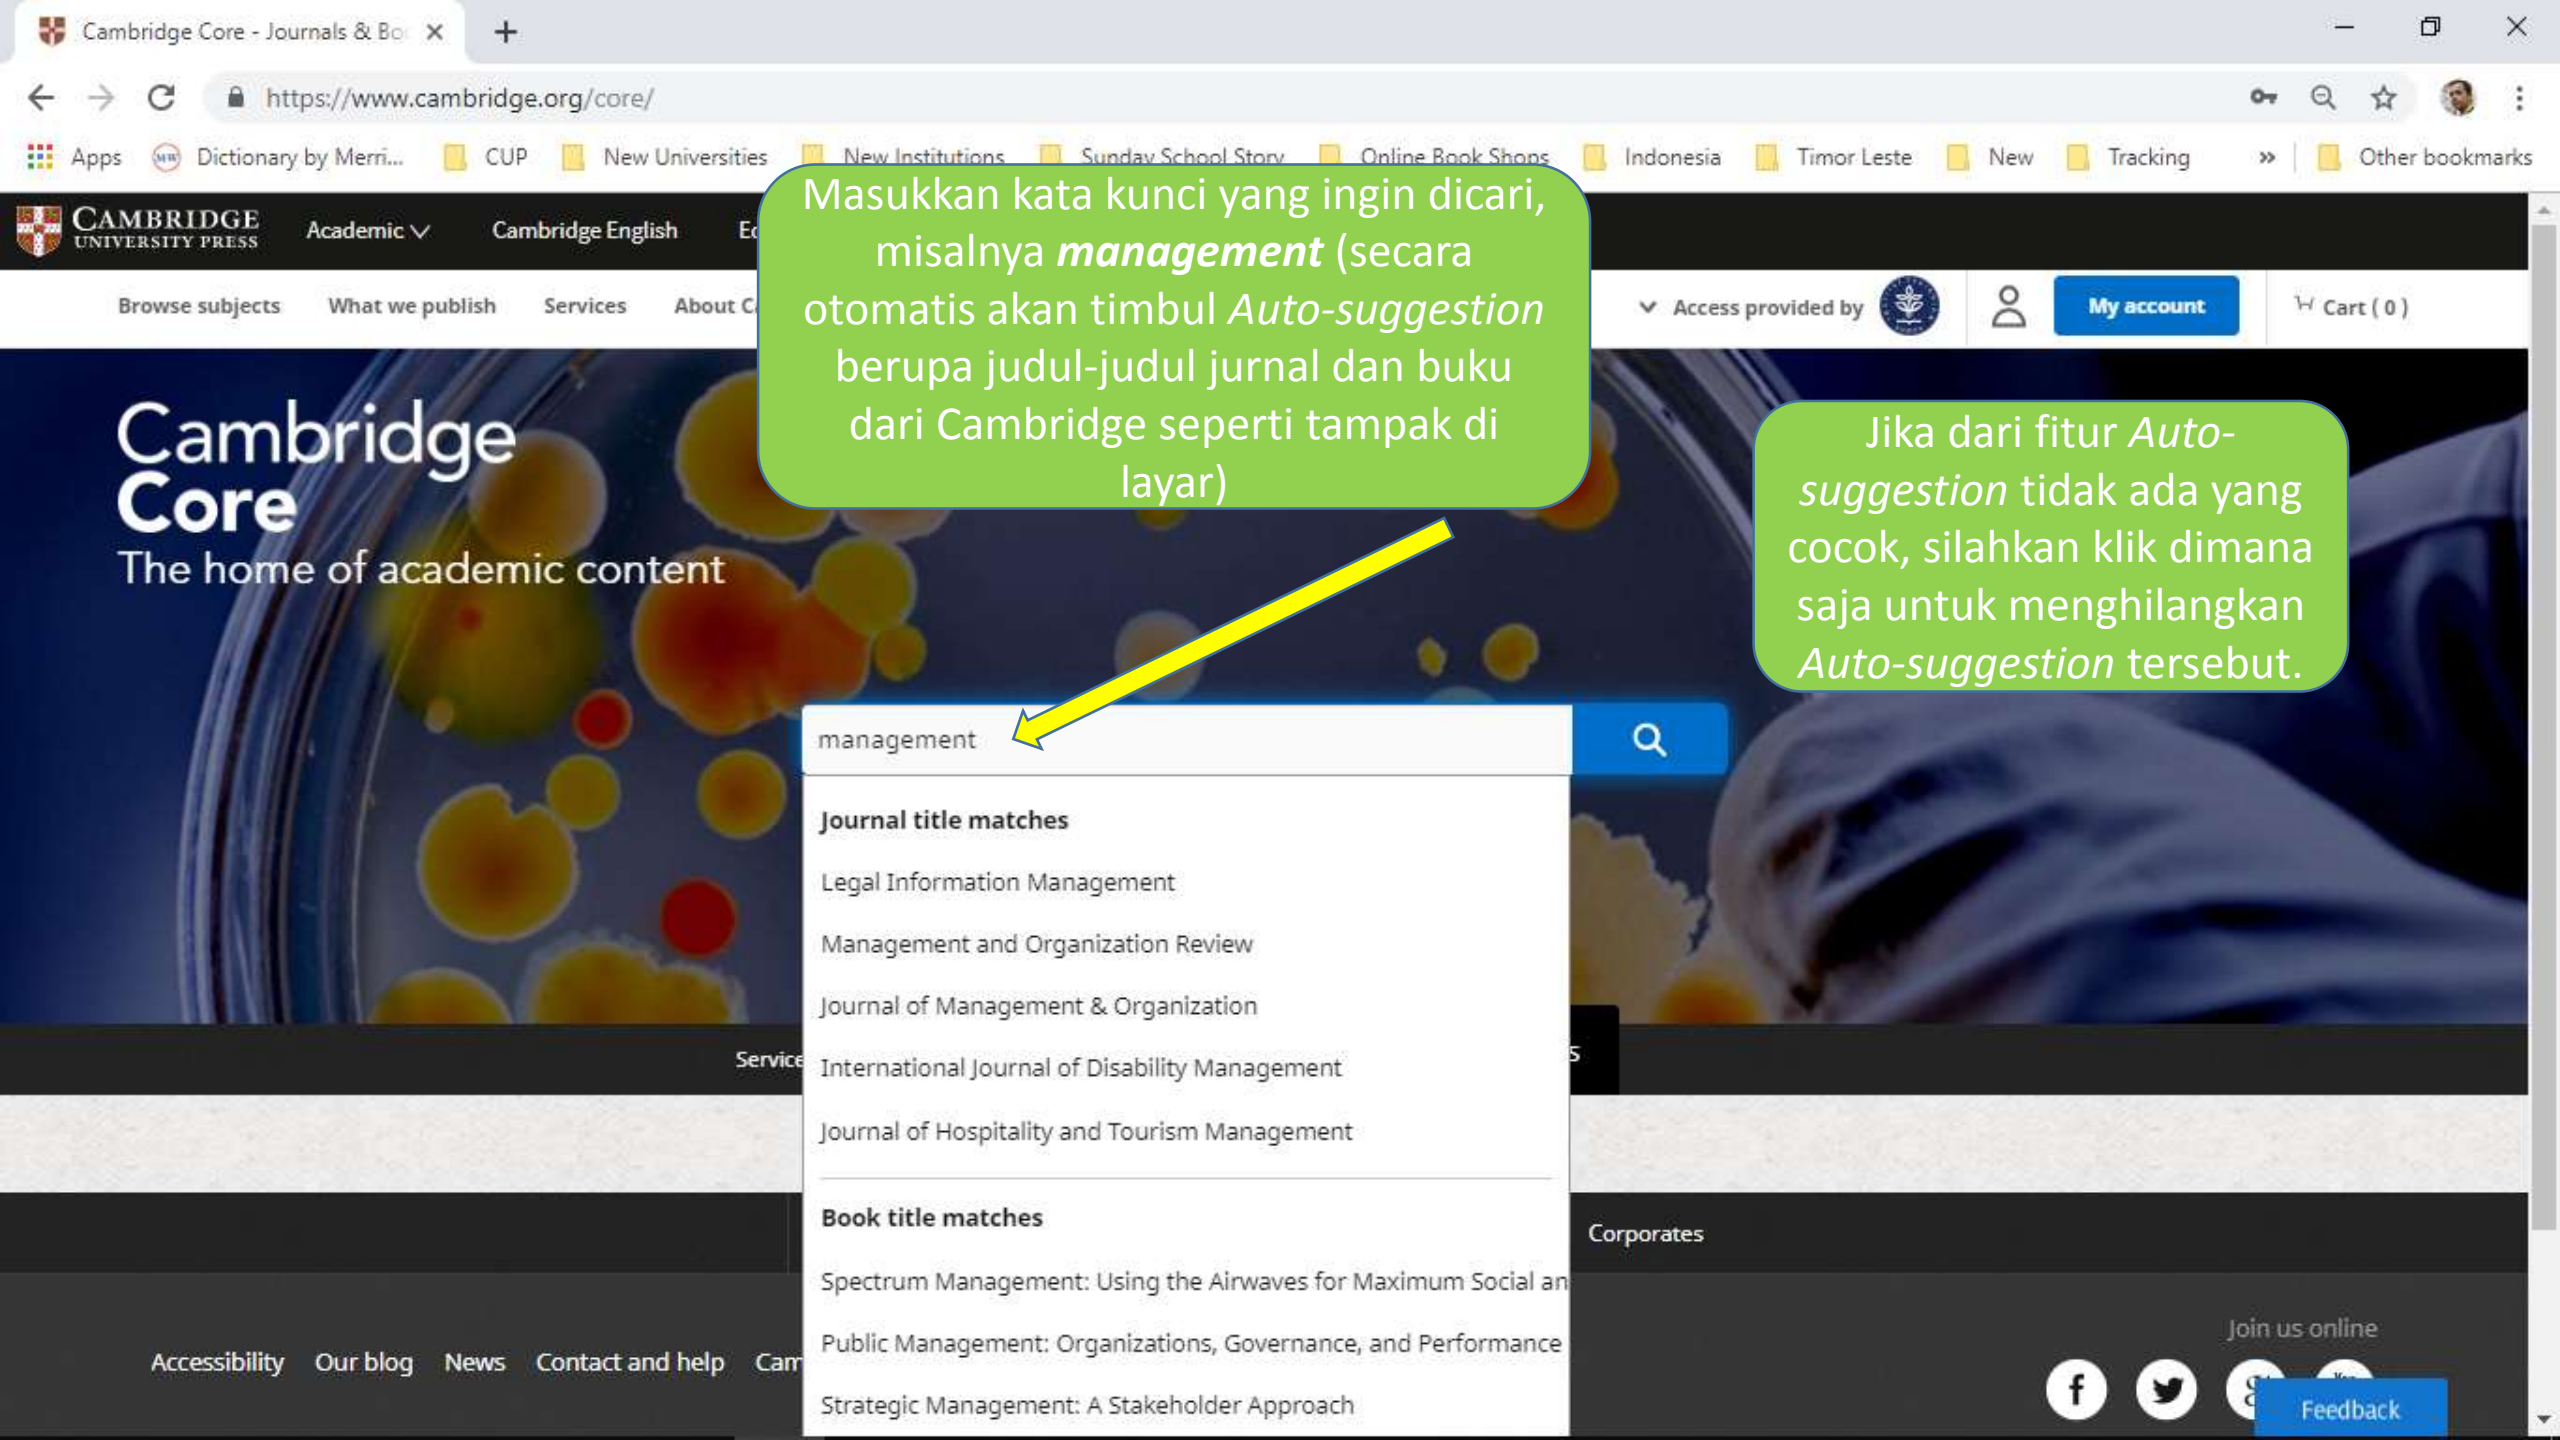 Cambridge Core - Journals & Bo
https://www.cambridge.org/core/
Apps Dictionary by Merri... CUP New Universities New Institutions Sunday School Story Online Book Shops Indonesia Timor Leste New Tracking » Other bookmarks
CAMBRIDGE
UNIVERSITY PRESS
Academic Cambridge English
Masukkan kata kunci yang ingin dicari,
misalnya management (secara
otomatis akan timbul Auto-suggestion
berupa judul-judul jurnal dan buku
dari Cambridge seperti tampak di
layar)
Browse subjects What we publish Services About Access provided by My account Cart ( 0 )
Cambridge
Core
The home of academic content
Jika dari fitur Auto-
suggestion tidak ada yang
cocok, silahkan klik dimana
saja untuk menghilangkan
Auto-suggestion tersebut.
management
Journal title matches
Legal Information Management
Management and Organization Review
Journal of Management & Organization
Service
International Journal of Disability Management
Journal of Hospitality and Tourism Management
Book title matches
Corporates
Spectrum Management: Using the Airwaves for Maximum Social an
Public Management: Organizations, Governance, and Performance
Strategic Management: A Stakeholder Approach
Join us online
Accessibility Our blog News Contact and help Cam
Feedback